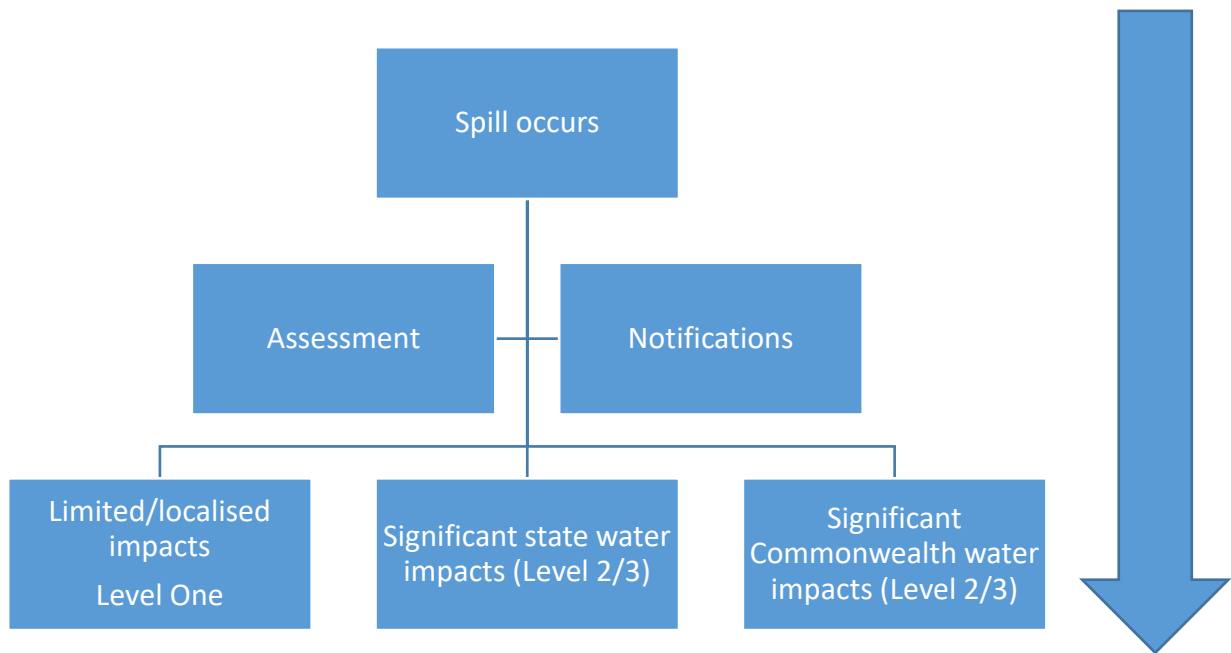 Spill occurs
Assessment
Notifications
Limited/localised
impacts
Level One
Significant state water
impacts (Level 2/3)
Significant
Commonwealth water
impacts (Level 2/3)